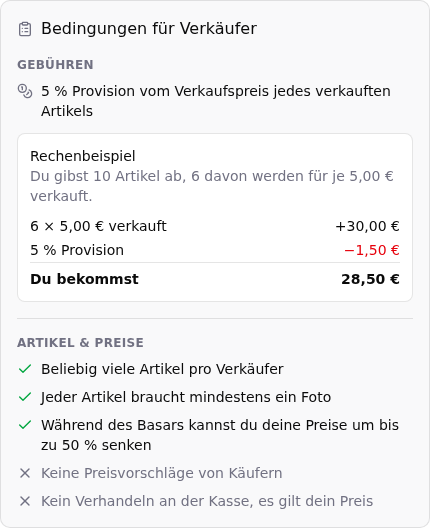 Bedingungen für Verkäufer
GEBÜHREN
5 % Provision vom Verkaufspreis jedes verkauften
Artikels
Rechenbeispiel
Du gibst 10 Artikel ab, 6 davon werden für je 5,00 €
verkauft.
6 × 5,00 € verkauft +30,00 €
5 % Provision −1,50 €
Du bekommst 28,50 €
ARTIKEL & PREISE
Beliebig viele Artikel pro Verkäufer
Jeder Artikel braucht mindestens ein Foto
Während des Basars kannst du deine Preise um bis
zu 50 % senken
Keine Preisvorschläge von Käufern
Kein Verhandeln an der Kasse, es gilt dein Preis